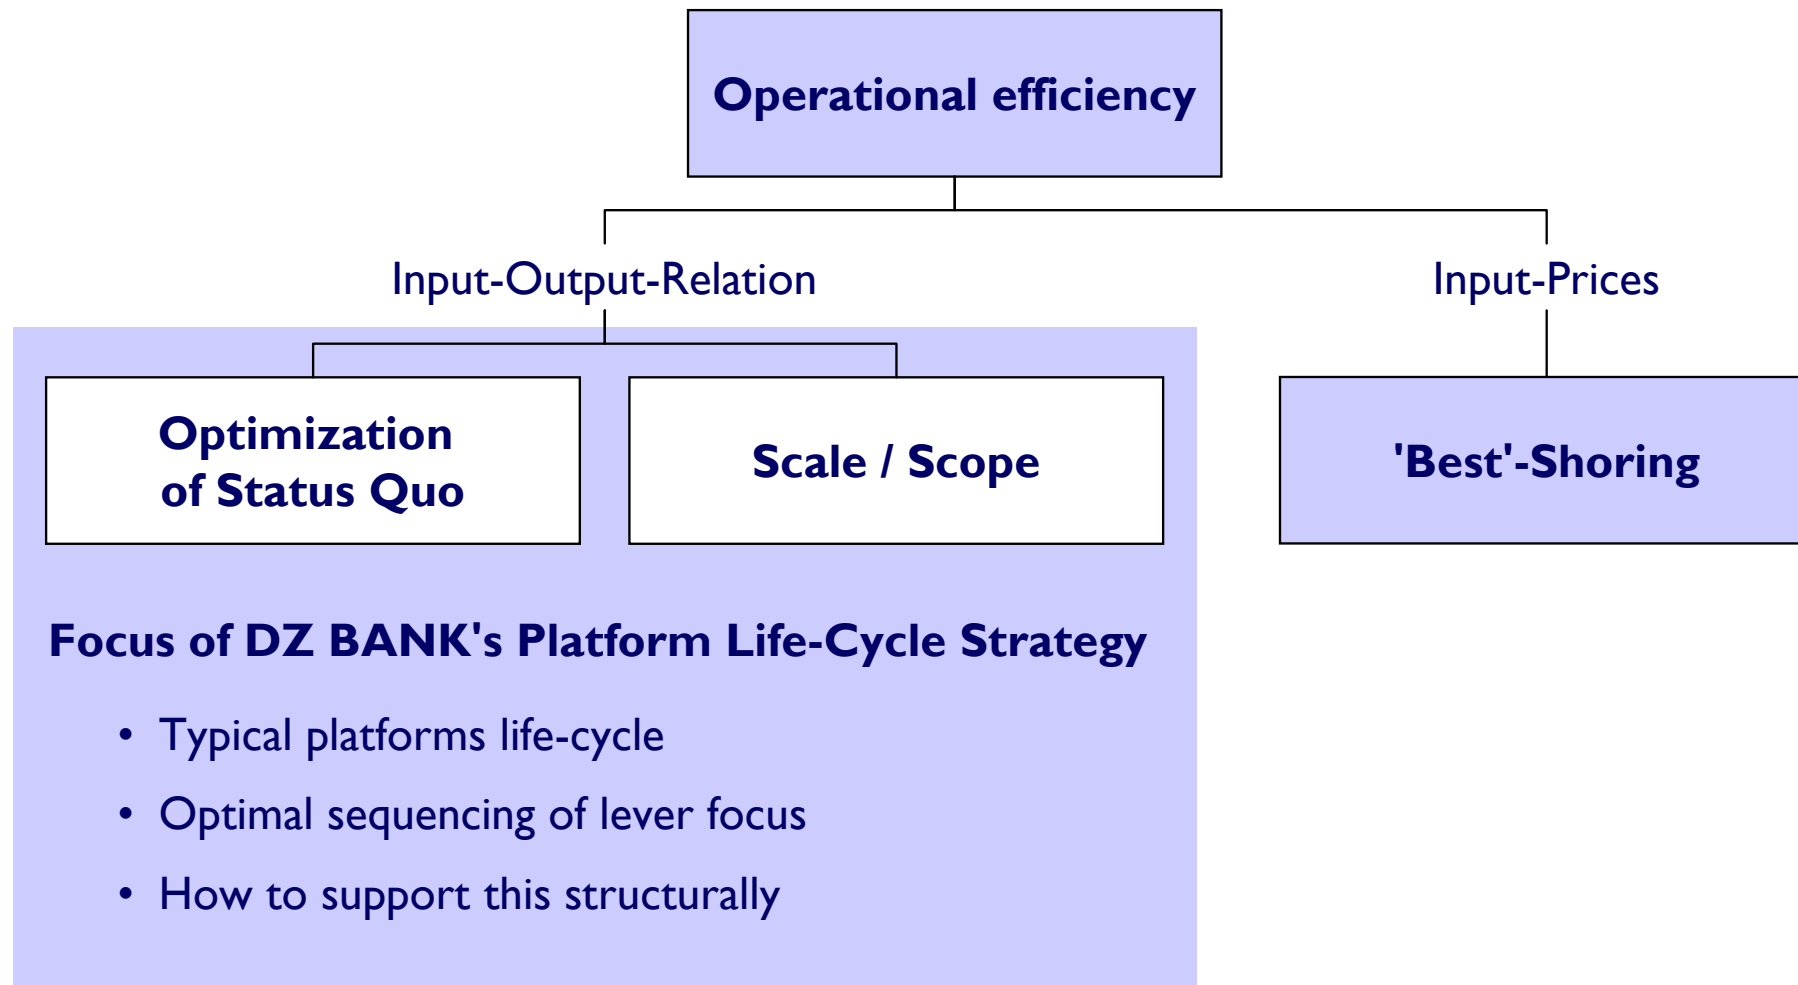 Operational efficiency
Input-Output-Relation
Input-Prices
Optimization
of Status Quo
Scale / Scope
'Best'-Shoring
Focus of DZ BANK's Platform Life-Cycle Strategy
• Typical platforms life-cycle
• Optimal sequencing of lever focus
• How to support this structurally